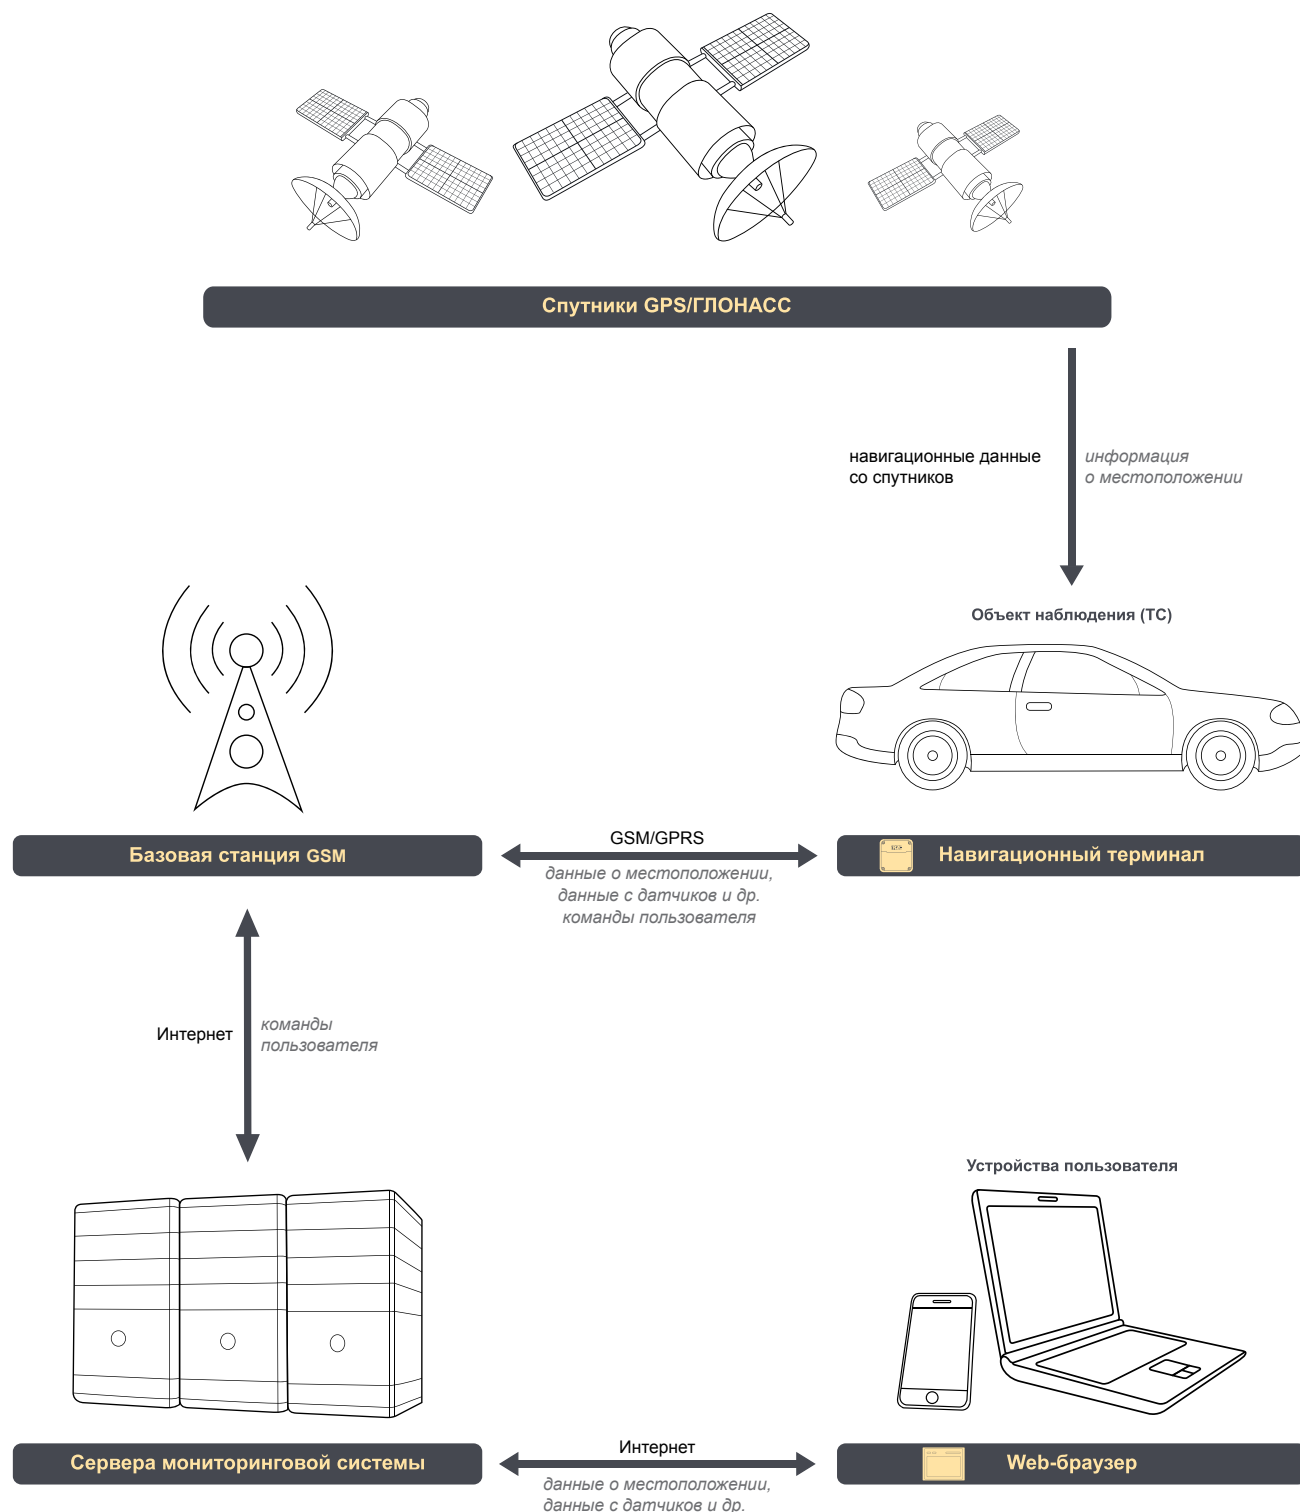 Спутники GPS/ГЛОНАСС
навигационные данные
со спутников
информация
о местоположении
Объект наблюдения (ТС)
Базовая станция GSM
GSM/GPRS
данные о местоположении,
данные с датчиков и др.
команды пользователя
Навигационный терминал
Интернет
команды
пользователя
Устройства пользователя
Сервера мониторинговой системы
Интернет
данные о местоположении,
данные с датчиков и др.
Web-браузер